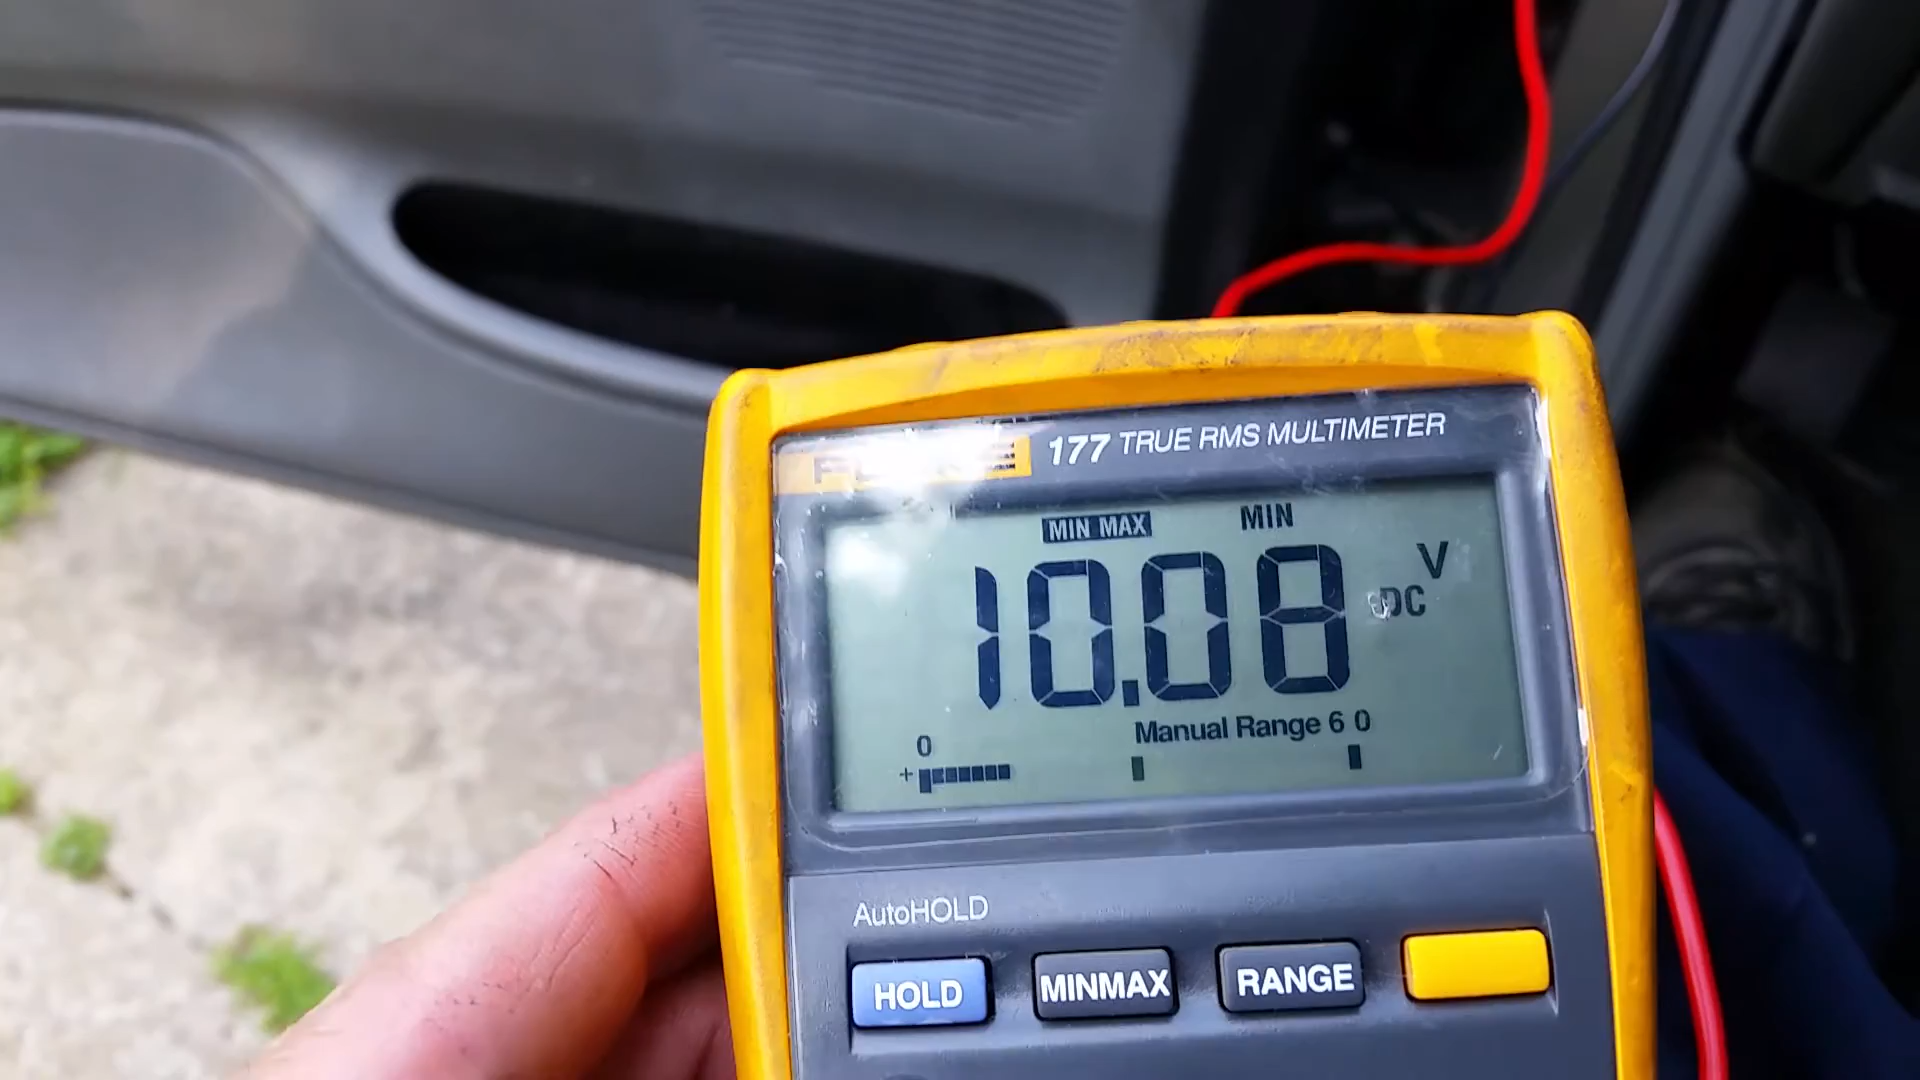 177 TRUE RMS MULTIMETER
MIN MAX MIN
10.08 V
DC
Manual Range 6 0
0
+
AutoHOLD
HOLD MINMAX RANGE